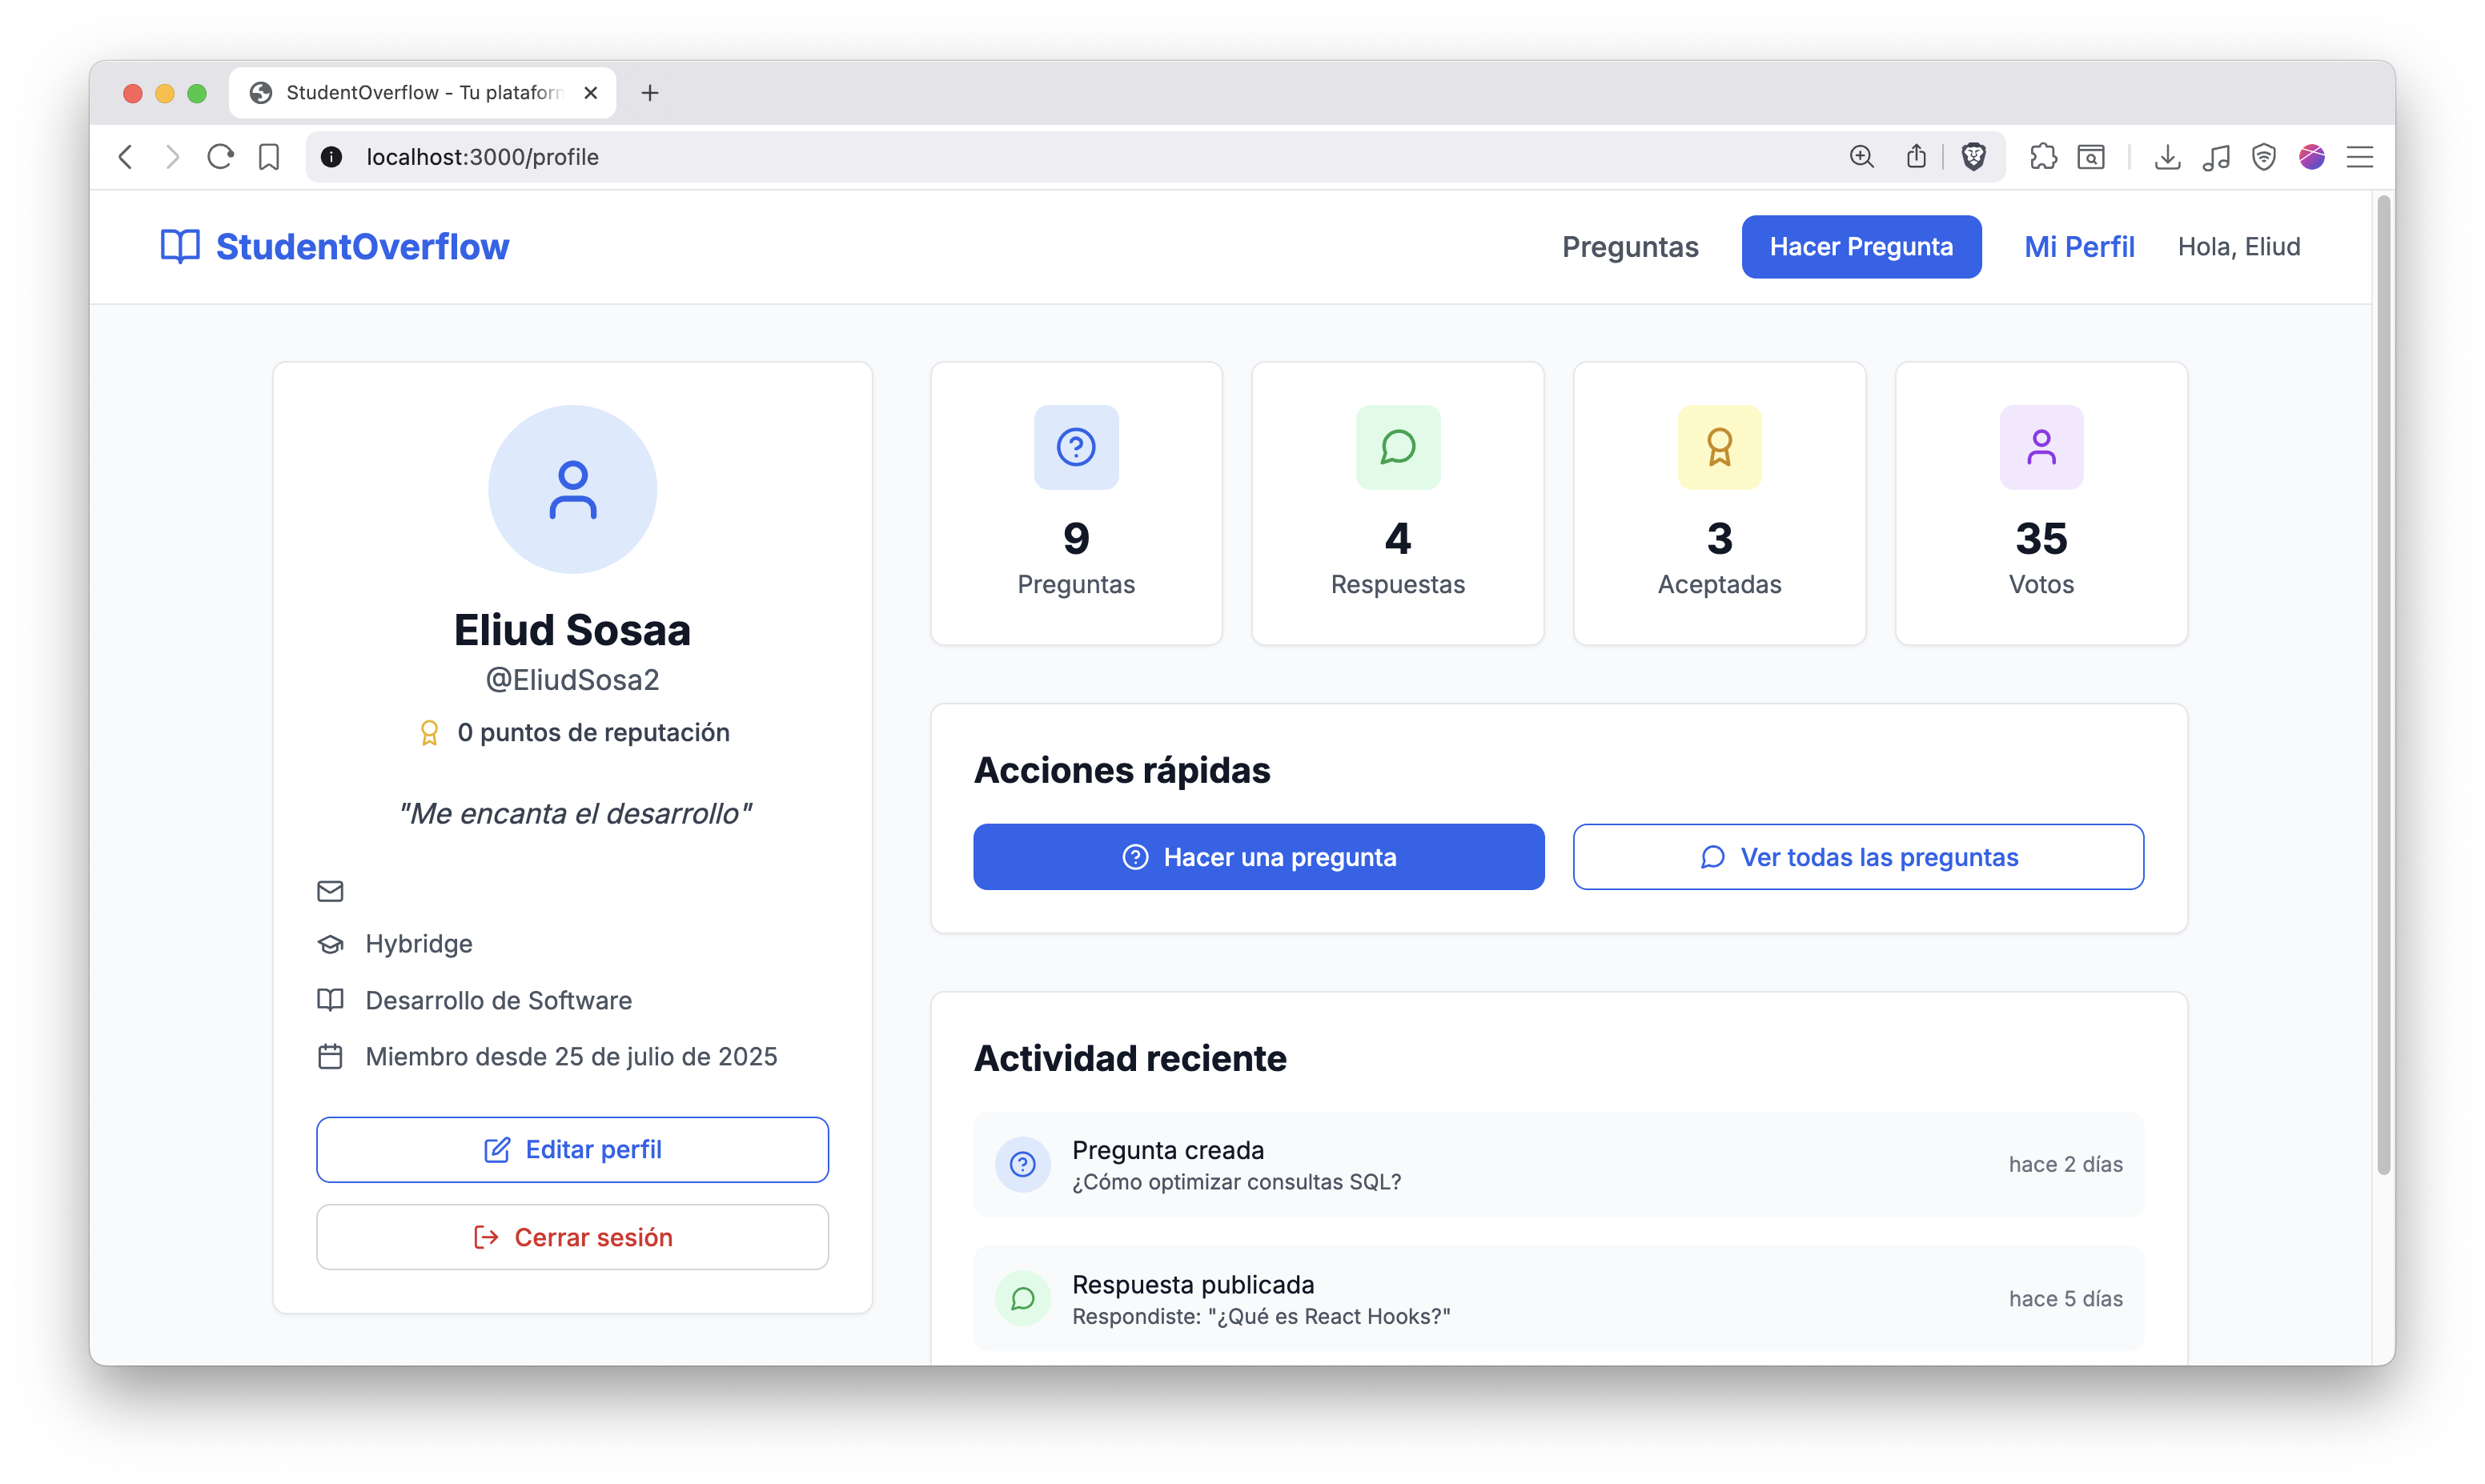 StudentOverflow - Tu plataforn
localhost:3000/profile
StudentOverflow
Preguntas
Hacer Pregunta
Mi Perfil
Hola, Eliud
Eliud Sosaa
@EliudSosa2
0 puntos de reputación
"Me encanta el desarrollo"
Hybridge
Desarrollo de Software
Miembro desde 25 de julio de 2025
Editar perfil
Cerrar sesión
9
Preguntas
4
Respuestas
3
Aceptadas
35
Votos
Acciones rápidas
Hacer una pregunta
Ver todas las preguntas
Actividad reciente
Pregunta creada
¿Cómo optimizar consultas SQL?
hace 2 días
Respuesta publicada
Respondiste: "¿Qué es React Hooks?"
hace 5 días